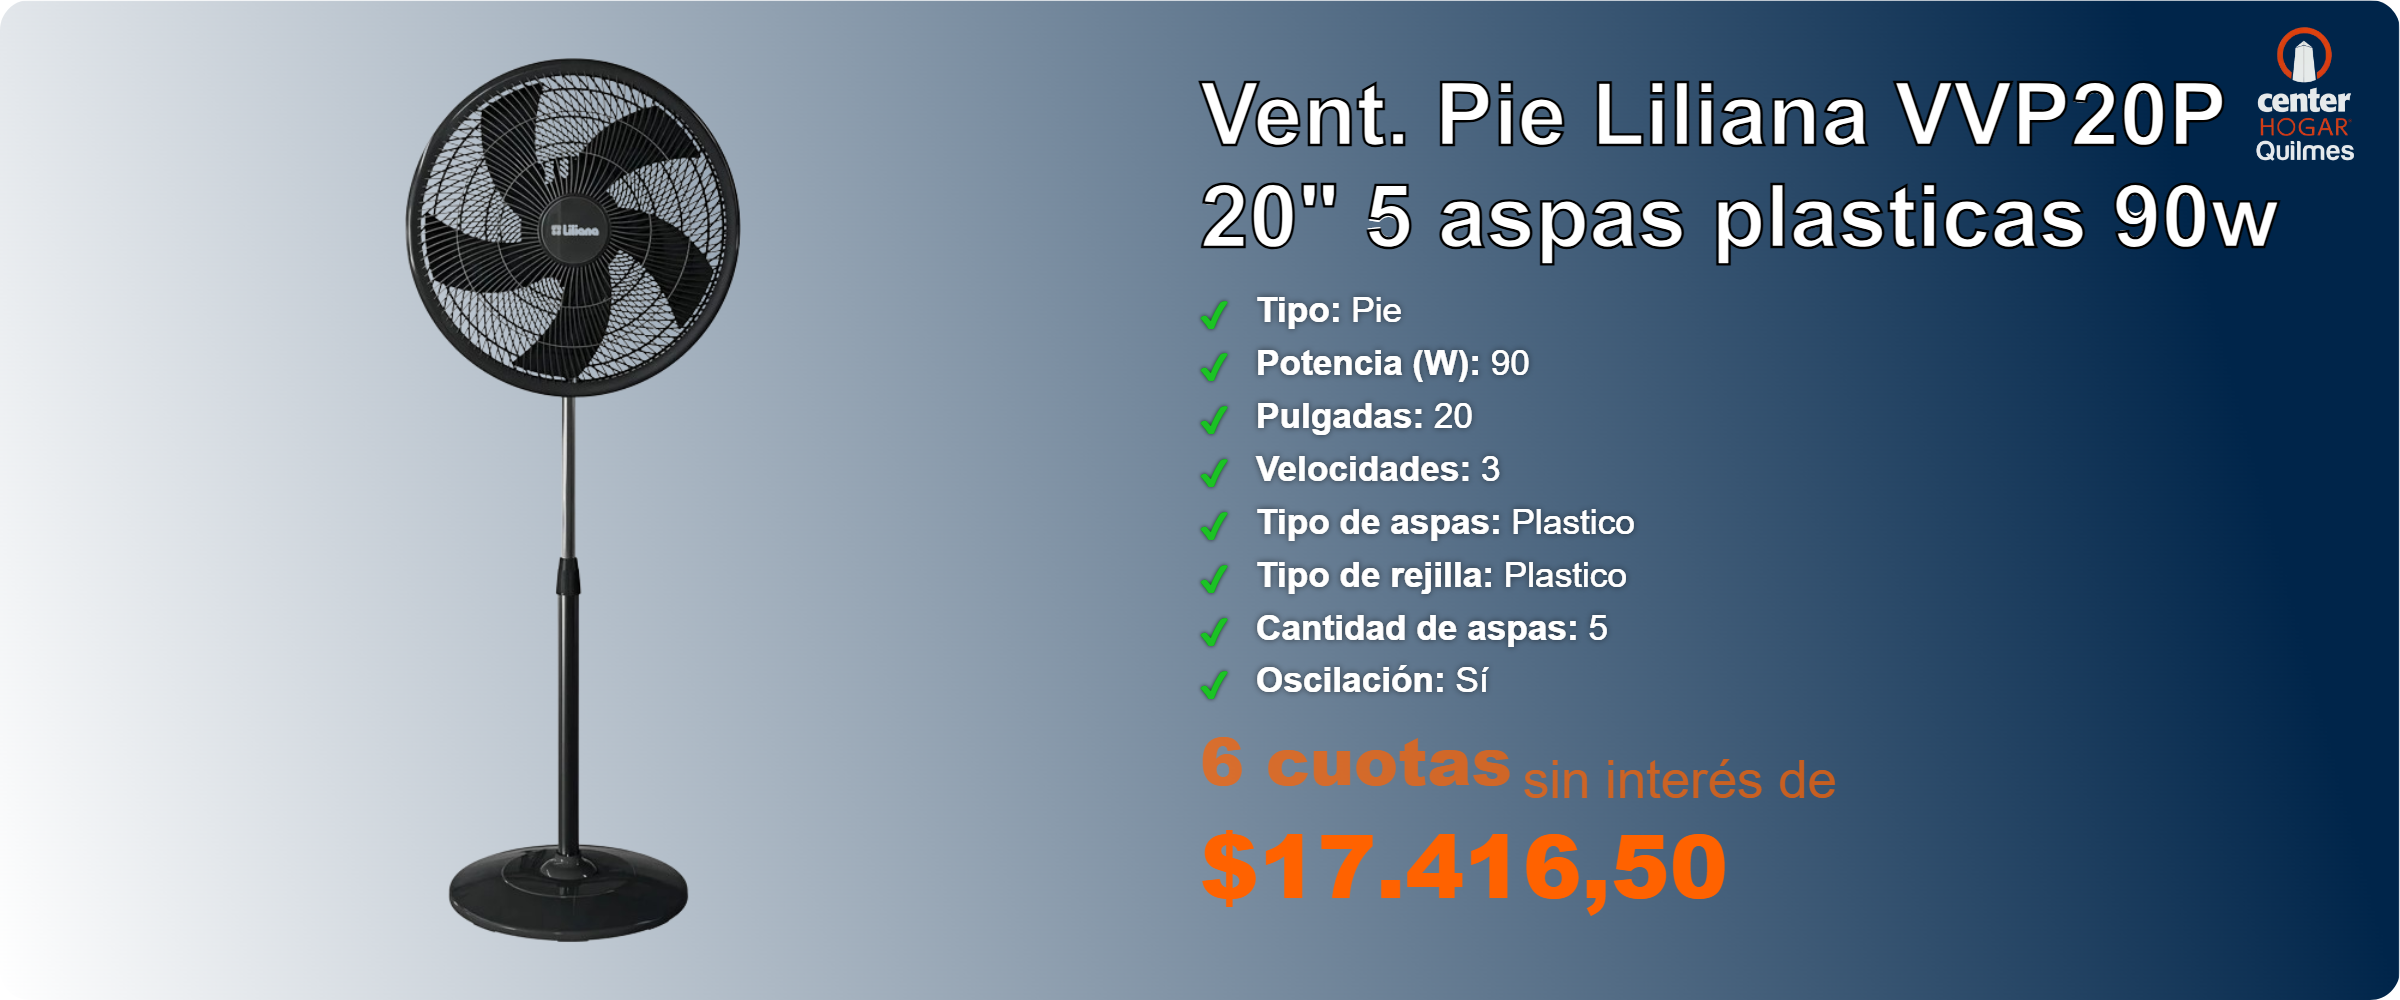 Vent. Pie Liliana VVP20P
20" 5 aspas plasticas 90w
center
HOGAR
Quilmes
Liliana
Tipo: Pie
Potencia (W): 90
Pulgadas: 20
Velocidades: 3
Tipo de aspas: Plastico
Tipo de rejilla: Plastico
Cantidad de aspas: 5
Oscilación: Sí
6 cuotas sin interés de
$17.416,50